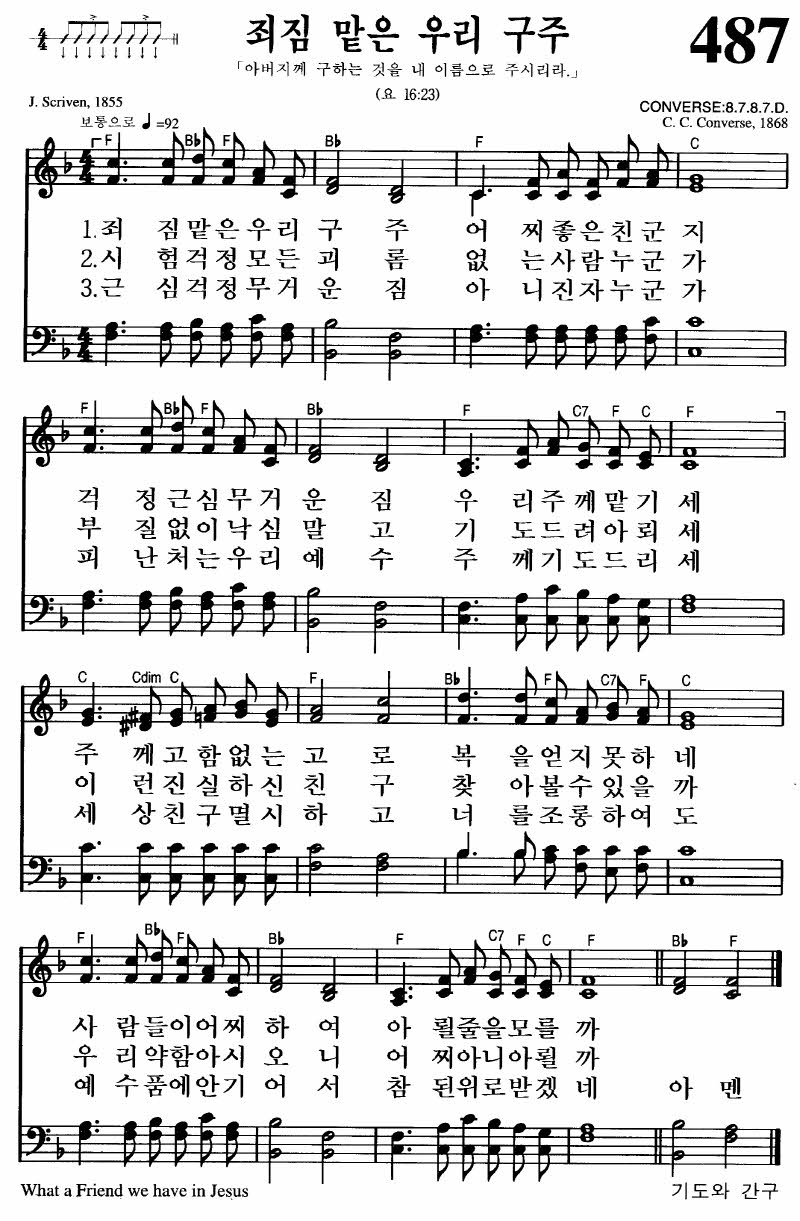 죄짐 맡은 우리 구주
487
「아버지께 구하는 것을 내 이름으로 주시리라.」
(요 16:23)
J. Scriven, 1855
CONVERSE:8.7.8.7.D.
보통으로 ♩=92
C. C. Converse, 1868
F B♭ F B♭ F C
4/4
1.죄 짐맡은우리 구 주 어 찌좋은친군 지
2.시 험걱정모든 괴 롬 없 는사람누군 가
3.근 심걱정무거 운 짐 아 니진자누군 가
F B♭ F B♭ F C7 F C F
걱 정근심무거 운 짐 우 리주께맡기 세
부 질없이낙심 말 고 기 도드려아뢰 세
피 난처는우리 예 수 주 께기도드리 세
C Cdim C F B♭ F C7 F C
주 께고함없는 고 로 복 을얻지못하 네
이 런진실하신 친 구 찾 아볼수있을 까
세 상친구멸시 하 고 너 를조롱하여 도
F B♭ F B♭ F C7 F C F B♭ F
사 람들이어찌 하 여 아 뢸줄을모를 까
우 리약함아시 오 니 어 찌아니아뢸 까
예 수품에안기 어 서 참 된위로받겠 네 아 멘
What a Friend we have in Jesus
기도와 간구